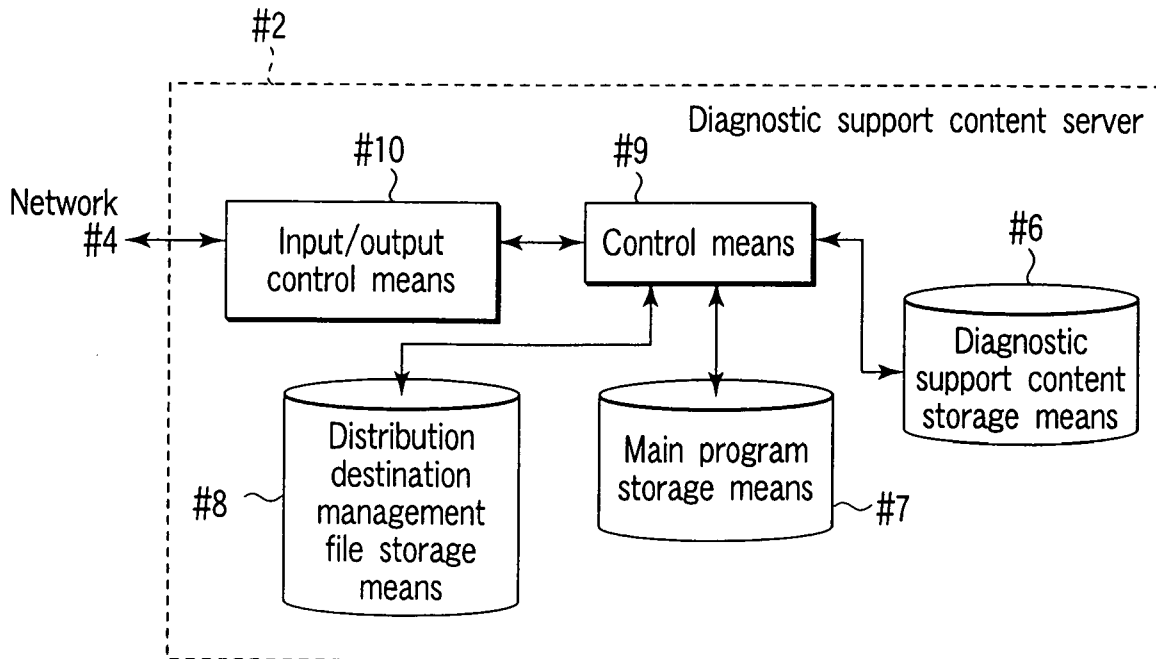 #2
Diagnostic support content server
#10
#9
Network
#4
Input/output
control means
Control means
#6
Diagnostic
support content
storage means
Distribution
destination
management
file storage
means
#8
Main program
storage means
#7